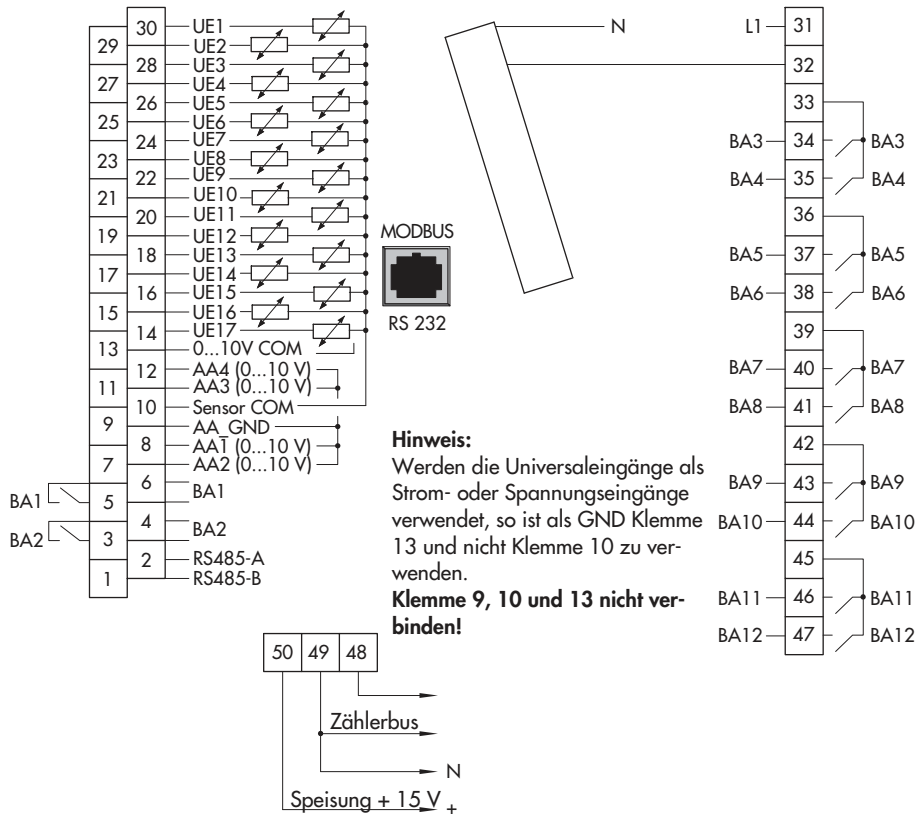 30 UE1
29 UE2
28 UE3
27 UE4
26 UE5
25 UE6
24 UE7
23 UE8
22 UE9
21 UE10
20 UE11
19 UE12
18 UE13
17 UE14
16 UE15
15 UE16
14 UE17
13 0...10V COM
12 AA4 (0...10 V)
11 AA3 (0...10 V)
10 Sensor COM
9 AA_GND
8 AA1 (0...10 V)
7 AA2 (0...10 V)
6 BA1
BA1 5
4 BA2
BA2 3
2 RS485-A
1 RS485-B
MODBUS
RS 232
N
Hinweis:
Werden die Universaleingänge als
Strom- oder Spannungseingänge
verwendet, so ist als GND Klemme
13 und nicht Klemme 10 zu ver-
wenden.
Klemme 9, 10 und 13 nicht ver-
binden!
L1 31
32
33
BA3 34 BA3
BA4 35 BA4
36
BA5 37 BA5
BA6 38 BA6
39
BA7 40 BA7
BA8 41 BA8
42
BA9 43 BA9
BA10 44 BA10
45
BA11 46 BA11
BA12 47 BA12
50 49 48
Zählerbus
N
Speisung + 15 V +